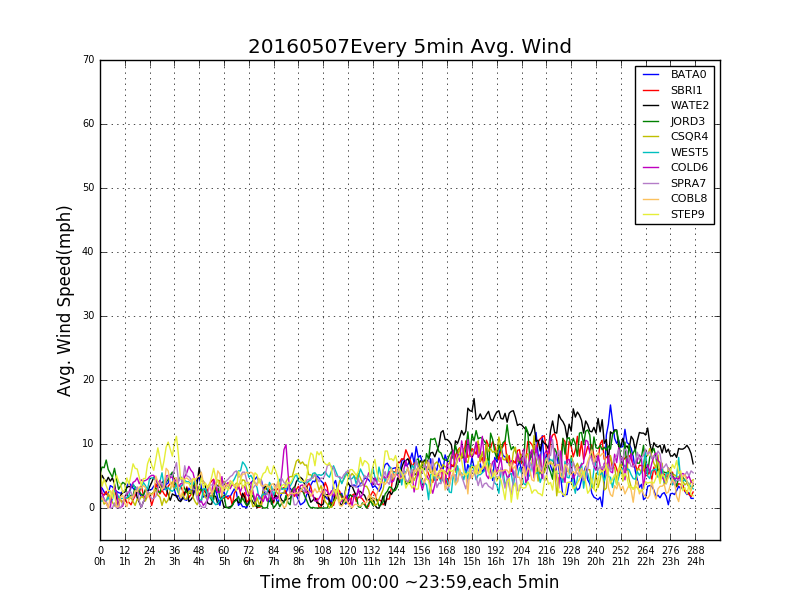 20160507Every 5min Avg. Wind
70
60
50
40
30
20
10
0
Avg. Wind Speed(mph)
BATA0
SBRI1
WATE2
JORD3
CSQR4
WEST5
COLD6
SPRA7
COBL8
STEP9
0 12 24 36 48 60 72 84 96 108 120 132 144 156 168 180 192 204 216 228 240 252 264 276 288
0h 1h 2h 3h 4h 5h 6h 7h 8h 9h 10h 11h 12h 13h 14h 15h 16h 17h 18h 19h 20h 21h 22h 23h 24h
Time from 00:00 ~23:59,each 5min